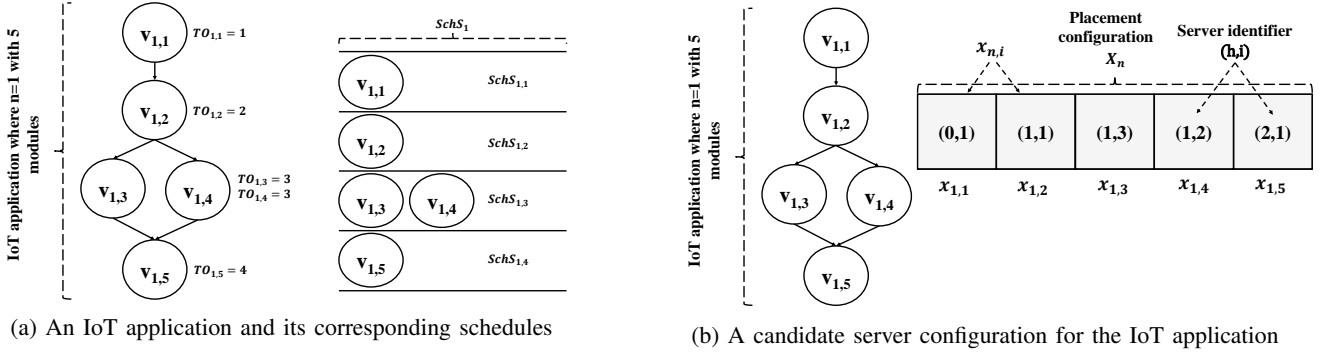 IoT application where n=1 with 5
modules
v1,1
TO1,1 = 1
v1,2
TO1,2 = 2
v1,3
v1,4
TO1,3 = 3
TO1,4 = 3
v1,5
TO1,5 = 4
SchS1
v1,1
SchS1,1
v1,2
SchS1,2
v1,3
v1,4
SchS1,3
v1,5
SchS1,4
(a) An IoT application and its corresponding schedules
IoT application where n=1 with 5
modules
v1,1
v1,2
v1,3
v1,4
v1,5
xn,i
Placement
configuration
Xn
Server identifier
(h,i)
(0,1)
(1,1)
(1,3)
(1,2)
(2,1)
x1,1
x1,2
x1,3
x1,4
x1,5
(b) A candidate server configuration for the IoT application